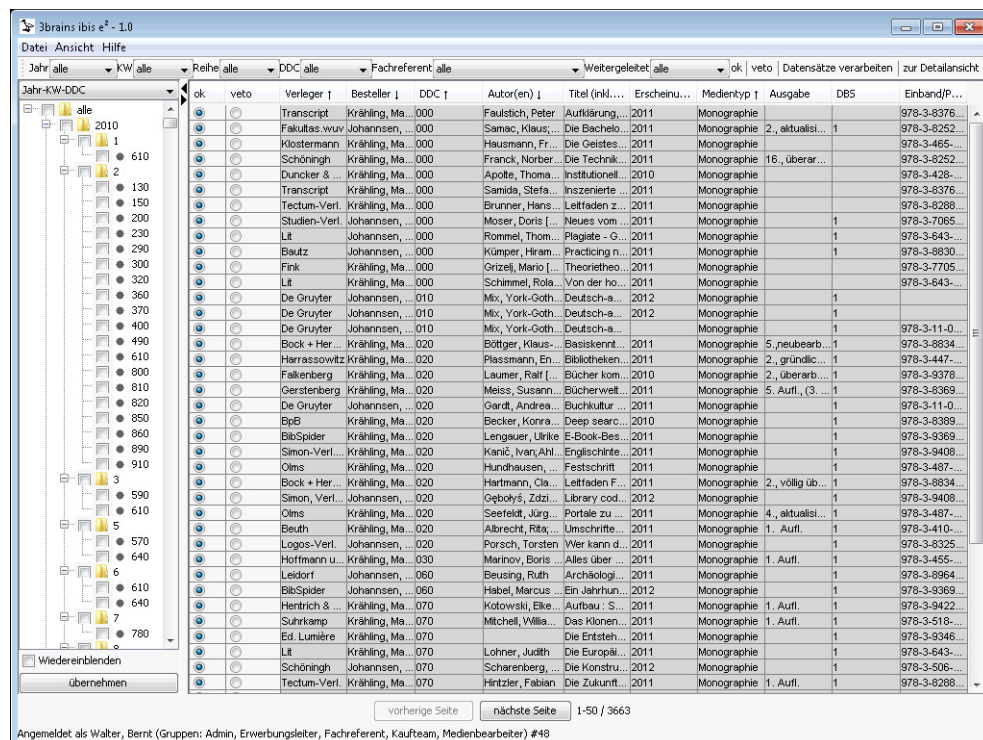 3brains ibis e² - 1.0
Datei Ansicht Hilfe
Jahr alle KW alle Reihe alle DDC alle Fachreferent alle Weitergeleitet alle ok | veto | Datensätze verarbeiten | zur Detailansicht
Jahr-KW-DDC
alle
2010
1
610
2
130
150
200
230
290
300
320
360
370
400
490
610
800
810
820
850
860
890
910
3
590
610
5
570
640
6
610
640
7
780
Wiedereinblenden
übernehmen
ok veto Verleger ↑ Besteller ↓ DDC ↑ Autor(en) ↓ Titel (inkl.... Erscheinu... Medientyp ↑ Ausgabe DBS Einband/P...
Transcript Krähling, Ma... 000 Faulstich, Peter Aufklärung,... 2011 Monographie 978-3-8376...
Fakultas.wuv Johannsen, ... 000 Samac, Klaus;... Die Bachelo... 2011 Monographie 2., aktualisi... 1 978-3-8252...
Klostermann Krähling, Ma... 000 Hausmann, Fr... Die Geistes... 2011 Monographie 978-3-465-...
Schöningh Krähling, Ma... 000 Franck, Norber... Die Technik... 2011 Monographie 16., überar... 978-3-8252...
Duncker & ... Krähling, Ma... 000 Apolte, Thoma... Institutionell... 2010 Monographie 978-3-428-...
Transcript Krähling, Ma... 000 Samida, Stefa... Inszenierte ... 2011 Monographie 978-3-8376...
Tectum-Verl. Krähling, Ma... 000 Brunner, Hans... Leitfaden z... 2011 Monographie 978-3-8288...
Studien-Verl. Johannsen, ... 000 Moser, Doris [... Neues vom ... 2011 Monographie 1 978-3-7065...
Lit Johannsen, ... 000 Rommel, Thom... Plagiate - G... 2011 Monographie 1 978-3-643-...
Bautz Johannsen, ... 000 Kümper, Hiram... Practicing n... 2011 Monographie 1 978-3-8830...
Fink Krähling, Ma... 000 Grizelj, Mario [... Theorietheo... 2011 Monographie 978-3-7705...
Lit Krähling, Ma... 000 Schimmel, Rola... Von der ho... 2011 Monographie 978-3-643-...
De Gruyter Johannsen, ... 010 Mix, York-Goth... Deutsch-a... 2012 Monographie 1
De Gruyter Johannsen, ... 010 Mix, York-Goth... Deutsch-a... 2012 Monographie 1
De Gruyter Johannsen, ... 010 Mix, York-Goth... Deutsch-a... Monographie 1 978-3-11-0...
Bock + Her... Krähling, Ma... 020 Böttger, Klaus-... Basiskennt... 2011 Monographie 5.,neubearb... 1 978-3-8834...
Harrassowitz Krähling, Ma... 020 Plassmann, En... Bibliotheken... 2011 Monographie 2., gründlic... 1 978-3-447-...
Falkenberg Krähling, Ma... 020 Laumer, Ralf [... Bücher kom... 2010 Monographie 2., überarb... 1 978-3-9378...
Gerstenberg Krähling, Ma... 020 Meiss, Susann... Bücherwelt... 2011 Monographie 5. Aufl., (3. ... 1 978-3-8369...
De Gruyter Johannsen, ... 020 Gardt, Andrea... Buchkultur ... 2011 Monographie 1 978-3-11-0...
BpB Krähling, Ma... 020 Becker, Konra... Deep searc... 2010 Monographie 1 978-3-8389...
BibSpider Krähling, Ma... 020 Lengauer, Ulrike E-Book-Bes... 2011 Monographie 1 978-3-9369...
Simon-Verl.... Krähling, Ma... 020 Kanič, Ivan;Ahl... EnglischInte... 2011 Monographie 1 978-3-9408...
Olms Krähling, Ma... 020 Hundhausen, ... Festschrift 2011 Monographie 1 978-3-487-...
Bock + Her... Krähling, Ma... 020 Hartmann, Cla... Leitfaden F... 2011 Monographie 2., völlig üb... 1 978-3-8834...
Simon, Verl... Johannsen, ... 020 Gębołyś, Zdzi... Library cod... 2012 Monographie 1 978-3-9408...
Olms Krähling, Ma... 020 Seefeldt, Jürg... Portale zu ... 2011 Monographie 4., aktualisi... 1 978-3-487-...
Beuth Krähling, Ma... 020 Albrecht, Rita;... Umschrifte... 2011 Monographie 1. Aufl. 1 978-3-410-...
Logos-Verl. Johannsen, ... 020 Porsch, Torsten Wer kann d... 2011 Monographie 1 978-3-8325...
Hoffmann u... Krähling, Ma... 030 Marinov, Boris ... Alles über ... 2011 Monographie 1. Aufl. 1 978-3-455-...
Leidorf Johannsen, ... 060 Beusing, Ruth Archäologi... 2011 Monographie 1 978-3-8964...
BibSpider Johannsen, ... 060 Habel, Marcus ... Ein Jahrhun... 2012 Monographie 1 978-3-9369...
Hentrich & ... Krähling, Ma... 070 Kotowski, Elke... Aufbau : S... 2011 Monographie 1. Aufl. 1 978-3-9422...
Suhrkamp Krähling, Ma... 070 Mitchell, Willia... Das Klonen... 2011 Monographie 1. Aufl. 1 978-3-518-...
Ed. Lumière Krähling, Ma... 070 Die Entsteh... 2011 Monographie 1 978-3-9346...
Lit Krähling, Ma... 070 Lohner, Judith Die Europäi... 2011 Monographie 1 978-3-643-...
Schöningh Johannsen, ... 070 Scharenberg, ... Die Konstru... 2012 Monographie 1 978-3-506-...
Tectum-Verl. Krähling, Ma... 070 Hintzler, Fabian Die Zukunft... 2011 Monographie 1. Aufl. 1 978-3-8288...
vorherige Seite nächste Seite 1-50 / 3663
Angemeldet als Walter, Bernt (Gruppen: Admin, Erwerbungsleiter, Fachreferent, Kaufteam, Medienbearbeiter) #48